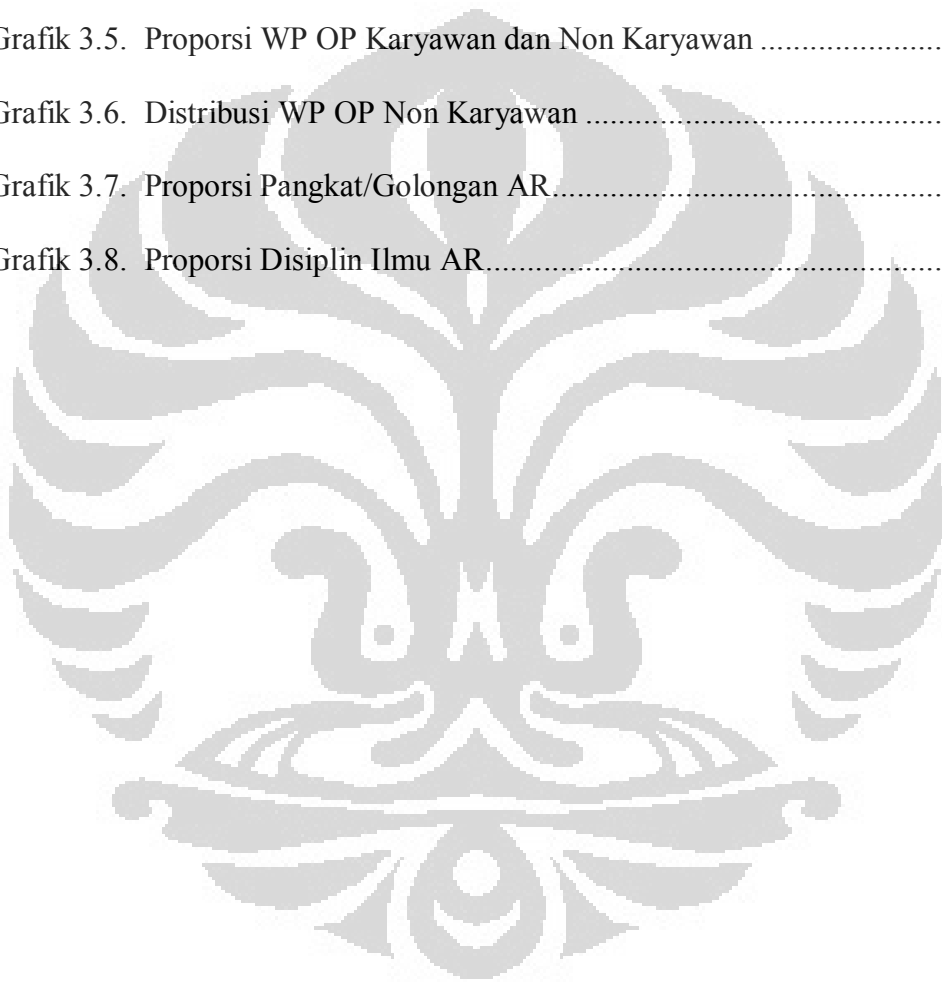 Grafik 3.5. Proporsi WP OP Karyawan dan Non Karyawan ......................
Grafik 3.6. Distribusi WP OP Non Karyawan ...........................................
Grafik 3.7. Proporsi Pangkat/Golongan AR...............................................
Grafik 3.8. Proporsi Disiplin Ilmu AR.......................................................